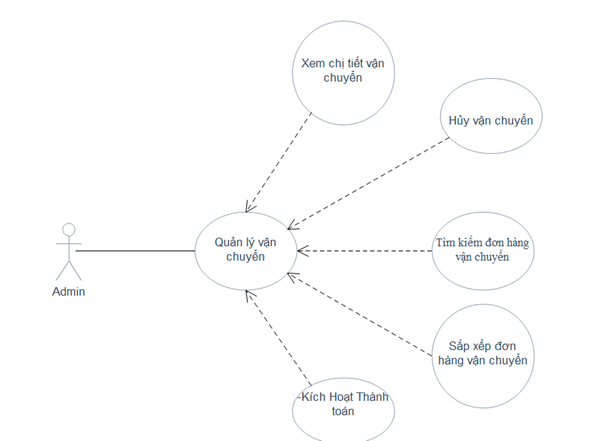 Xem chị tiết vận
chuyển
Hủy vận chuyển
Quản lý vận
chuyển
Tìm kiếm đơn hàng
vận chuyển
Admin
Sắp xếp đơn
hàng vận chuyển
-Kích Hoạt Thành
toán